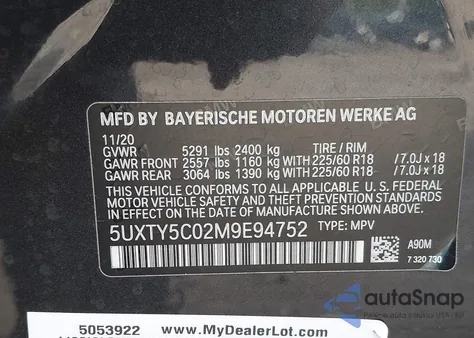 MFD BY BAYERISCHE MOTOREN WERKE AG
11/20
GVWR 5291 lbs 2400 kg TIRE / RIM
GAWR FRONT 2557 lbs 1160 kg WITH 225/60 R18 /7.0J x 18
GAWR REAR 3064 lbs 1390 kg WITH 225/60 R18 /7.0J x 18
THIS VEHICLE CONFORMS TO ALL APPLICABLE U.S. FEDERAL
MOTOR VEHICLE SAFETY AND THEFT PREVENTION STANDARDS
IN EFFECT ON THE DATE OF MANUFACTURE SHOWN ABOVE.
5UXTY5C02M9E94752 TYPE: MPV
A90M
7 320 730
autoSnap
5053922 www.MyDealerLot.com